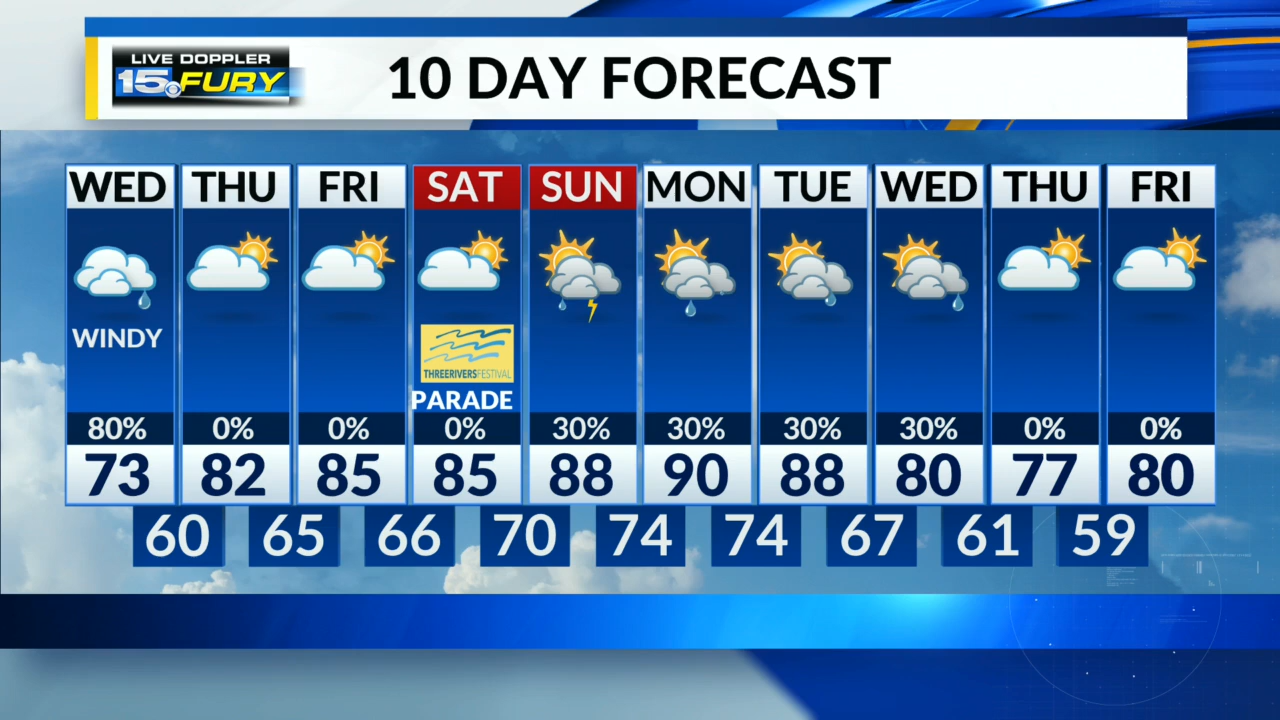 LIVE DOPPLER
15 FURY
10 DAY FORECAST
WED THU FRI SAT SUN MON TUE WED THU FRI
WINDY
THREERIVERSFESTIVAL
PARADE
80% 0% 0% 0% 30% 30% 30% 30% 0% 0%
73 82 85 85 88 90 88 80 77 80
60 65 66 70 74 74 67 61 59